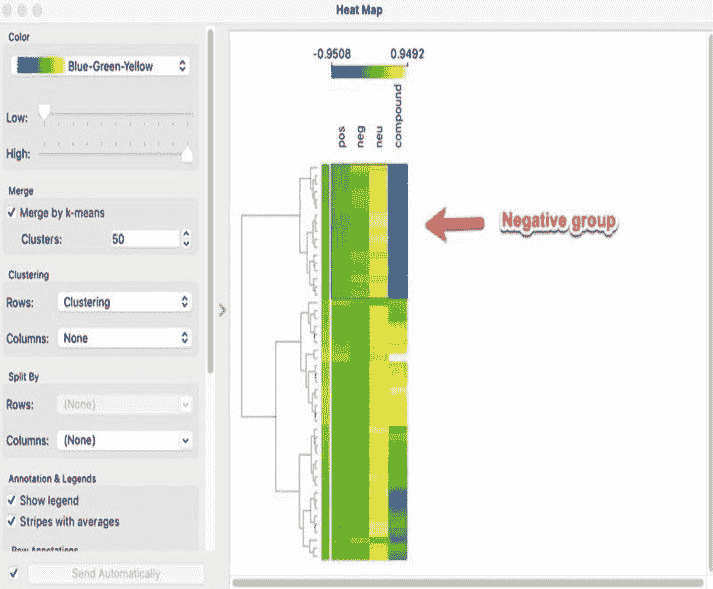 Heat Map
Color
Blue-Green-Yellow
Low:
High:
Merge
Merge by k-means
Clusters: 50
Clustering
Rows: Clustering
Columns: None
Split By
Rows: (None)
Columns: (None)
Annotation & Legends
Show legend
Stripes with averages
Row Annotations
Send Automatically
-0.9508 0.9492
pos
neg
neu
compound
Negative group